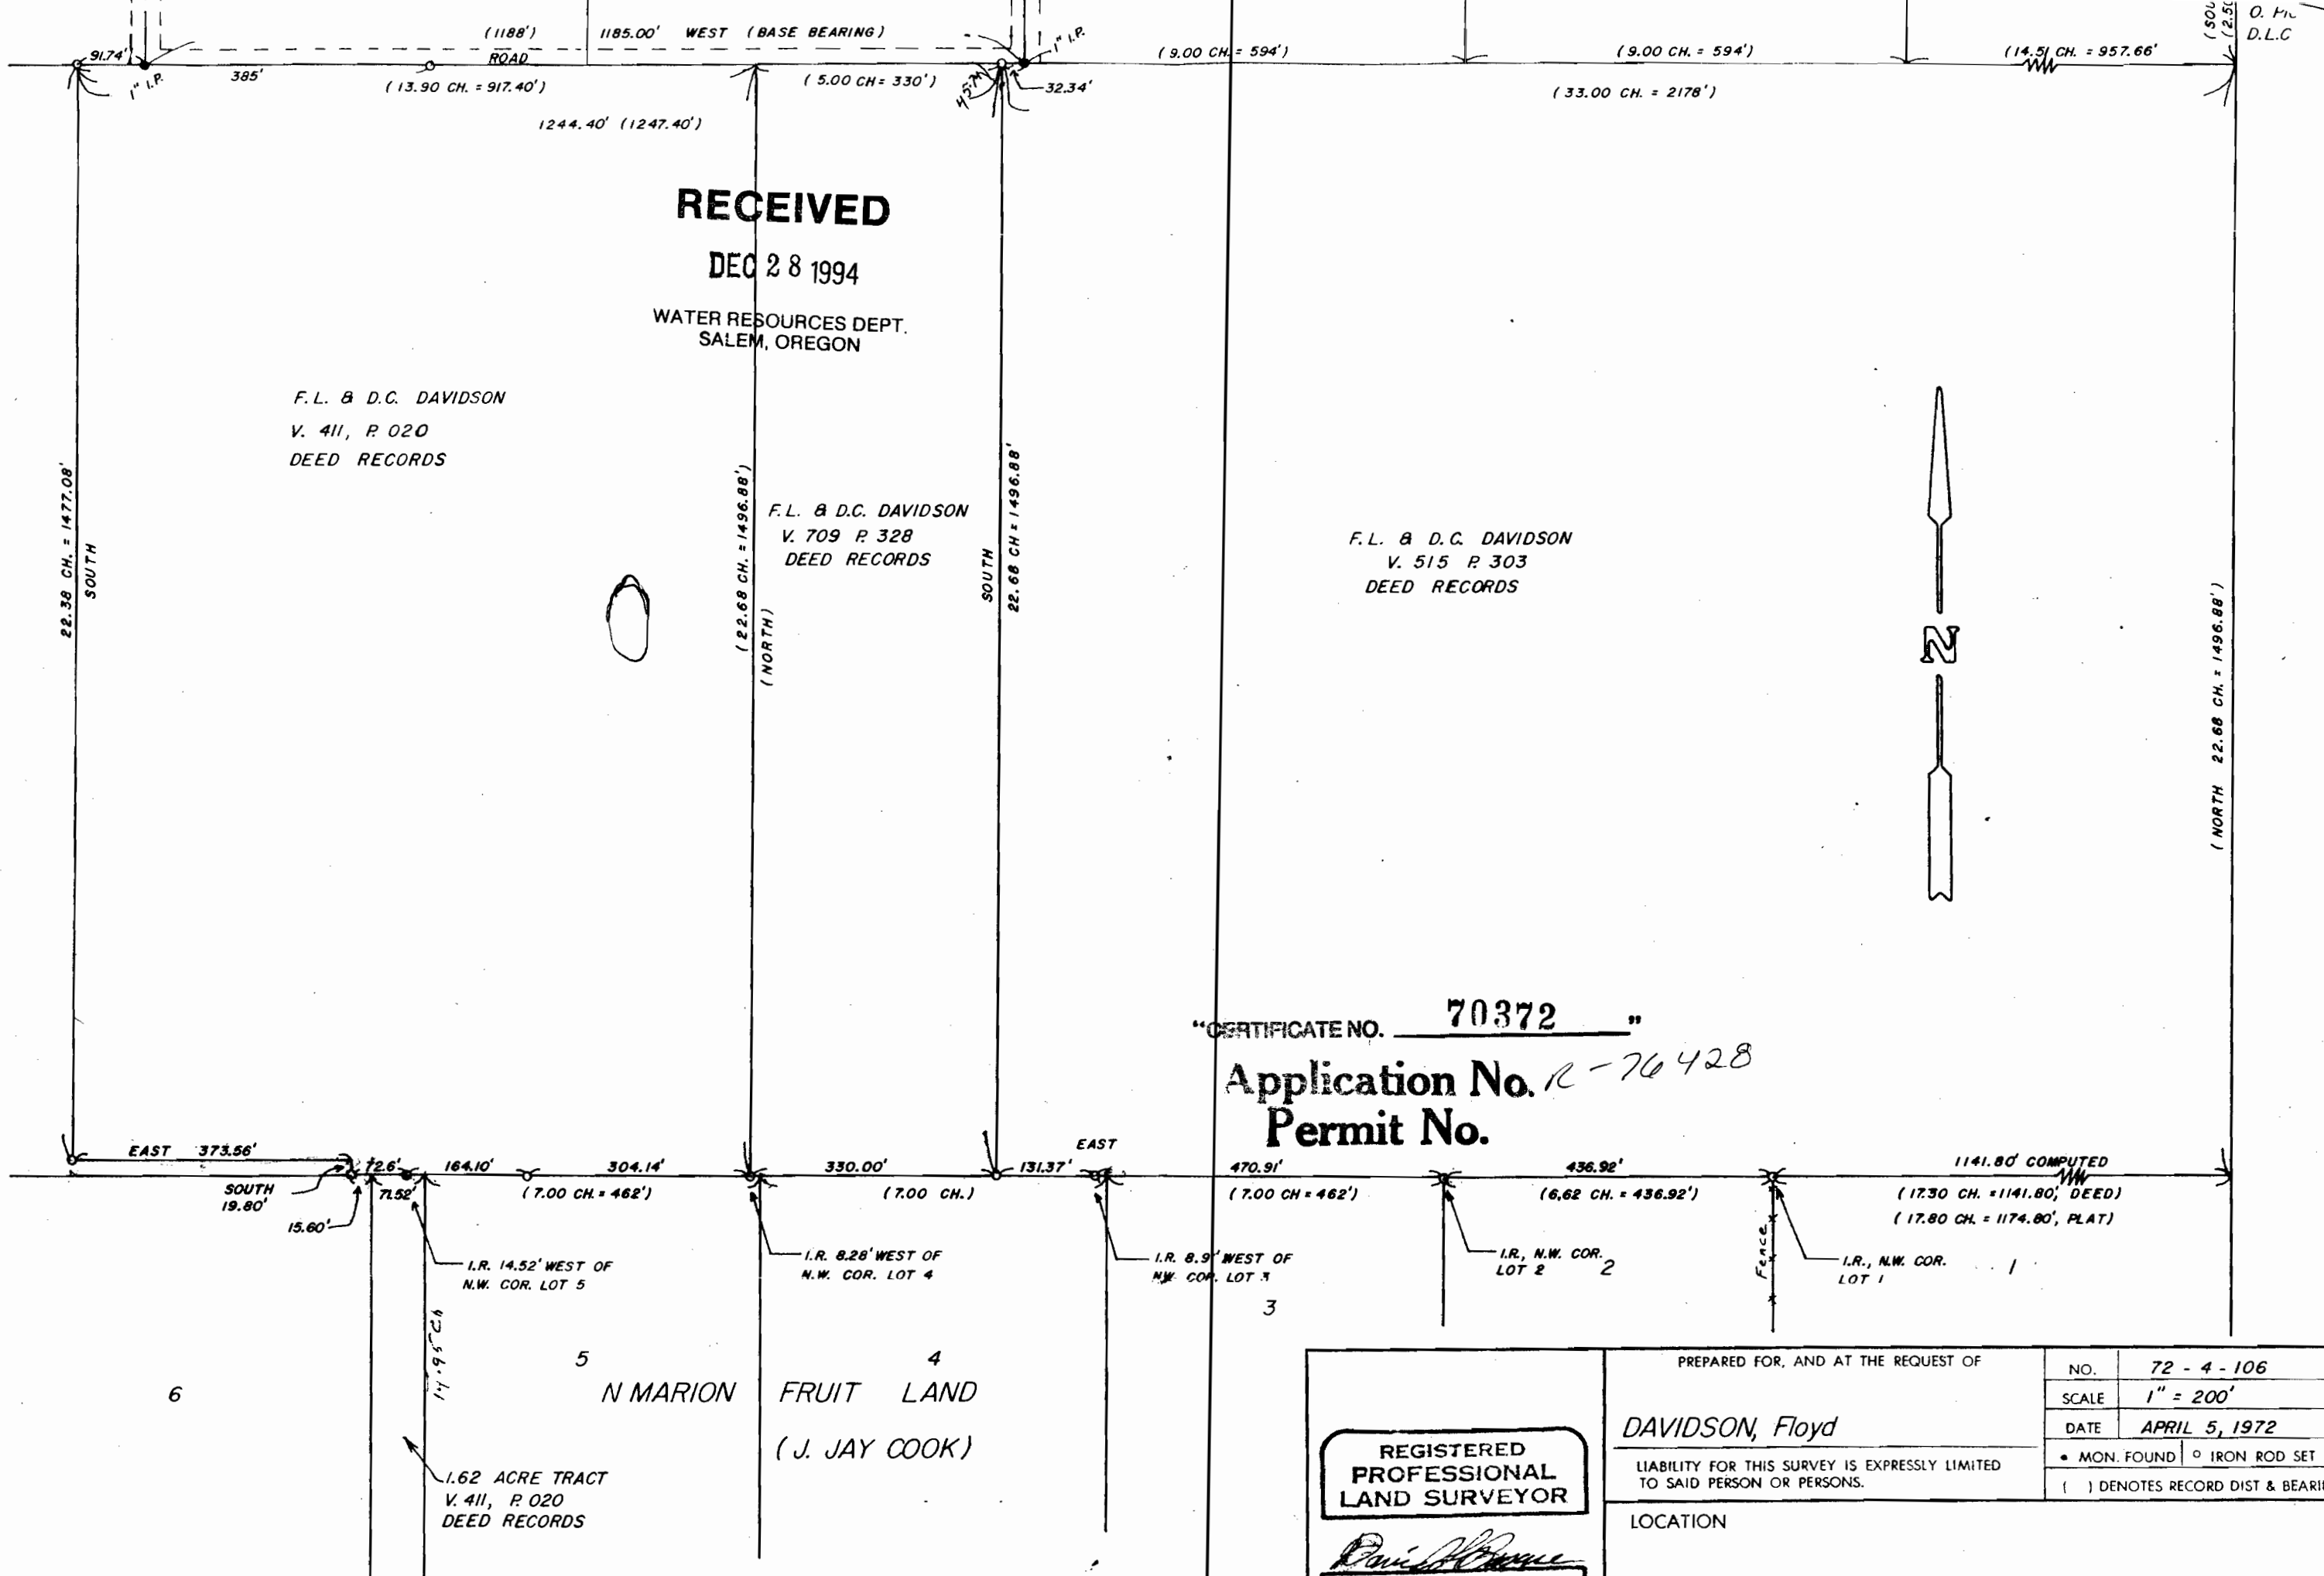 (1188')
1185.00' WEST (BASE BEARING)
91.74'
1" I.P.
385'
ROAD
(13.90 CH. = 917.40')
(5.00 CH = 330')
45.74
1" I.P.
32.34'
(9.00 CH. = 594')
(9.00 CH. = 594')
(14.51 CH. = 957.66'
(33.00 CH. = 2178')
O.
D.L.C
1244.40' (1247.40')
RECEIVED
DEC 28 1994
WATER RESOURCES DEPT.
SALEM, OREGON
F.L. & D.C. DAVIDSON
V. 411, P. 020
DEED RECORDS
22.38 CH. = 1477.08'
SOUTH
(22.68 CH. = 1496.88')
(NORTH)
F.L. & D.C. DAVIDSON
V. 709 P. 328
DEED RECORDS
SOUTH
22.68 CH = 1496.88'
F.L. & D.C. DAVIDSON
V. 515 P. 303
DEED RECORDS
N
(NORTH 22.68 CH. = 1496.88')
"CERTIFICATE NO. 70372"
Application No. R-76428
Permit No.
EAST 373.56'
72.6'
164.10'
304.14'
330.00'
131.37'
EAST
470.91'
436.92'
1141.80' COMPUTED
SOUTH
19.80'
15.60'
71.52'
(7.00 CH. = 462')
(7.00 CH.)
(7.00 CH = 462')
(6.62 CH. = 436.92')
(17.30 CH. = 1141.80', DEED)
(17.80 CH. = 1174.80', PLAT)
I.R. 14.52' WEST OF
N.W. COR. LOT 5
I.R. 8.28' WEST OF
N.W. COR. LOT 4
I.R. 8.9' WEST OF
N.W. COR. LOT 3
I.R., N.W. COR.
LOT 2
2
Fence
I.R., N.W. COR.
LOT 1
1
3
14.95 Ch
6
5
4
N MARION FRUIT LAND
(J. JAY COOK)
1.62 ACRE TRACT
V. 411, P. 020
DEED RECORDS
REGISTERED
PROFESSIONAL
LAND SURVEYOR
PREPARED FOR, AND AT THE REQUEST OF
DAVIDSON, Floyd
LIABILITY FOR THIS SURVEY IS EXPRESSLY LIMITED
TO SAID PERSON OR PERSONS.
LOCATION
NO. 72-4-106
SCALE 1" = 200'
DATE APRIL 5, 1972
• MON. FOUND ○ IRON ROD SET
( ) DENOTES RECORD DIST & BEARI